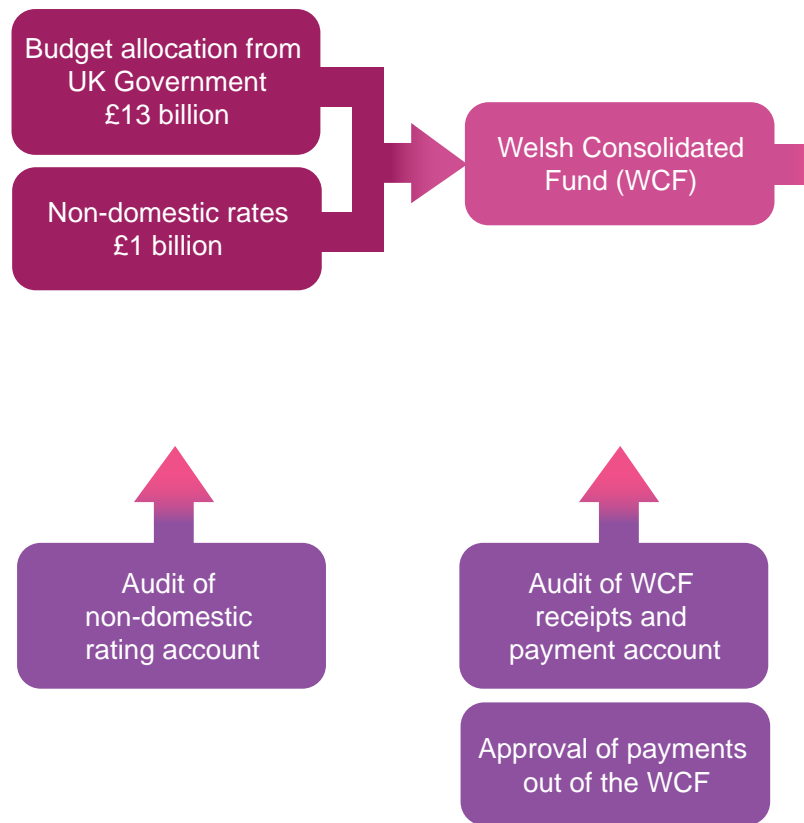 Budget allocation from
UK Government
£13 billion
Non-domestic rates
£1 billion
Welsh Consolidated
Fund (WCF)
Audit of
non-domestic
rating account
Audit of WCF
receipts and
payment account
Approval of payments
out of the WCF